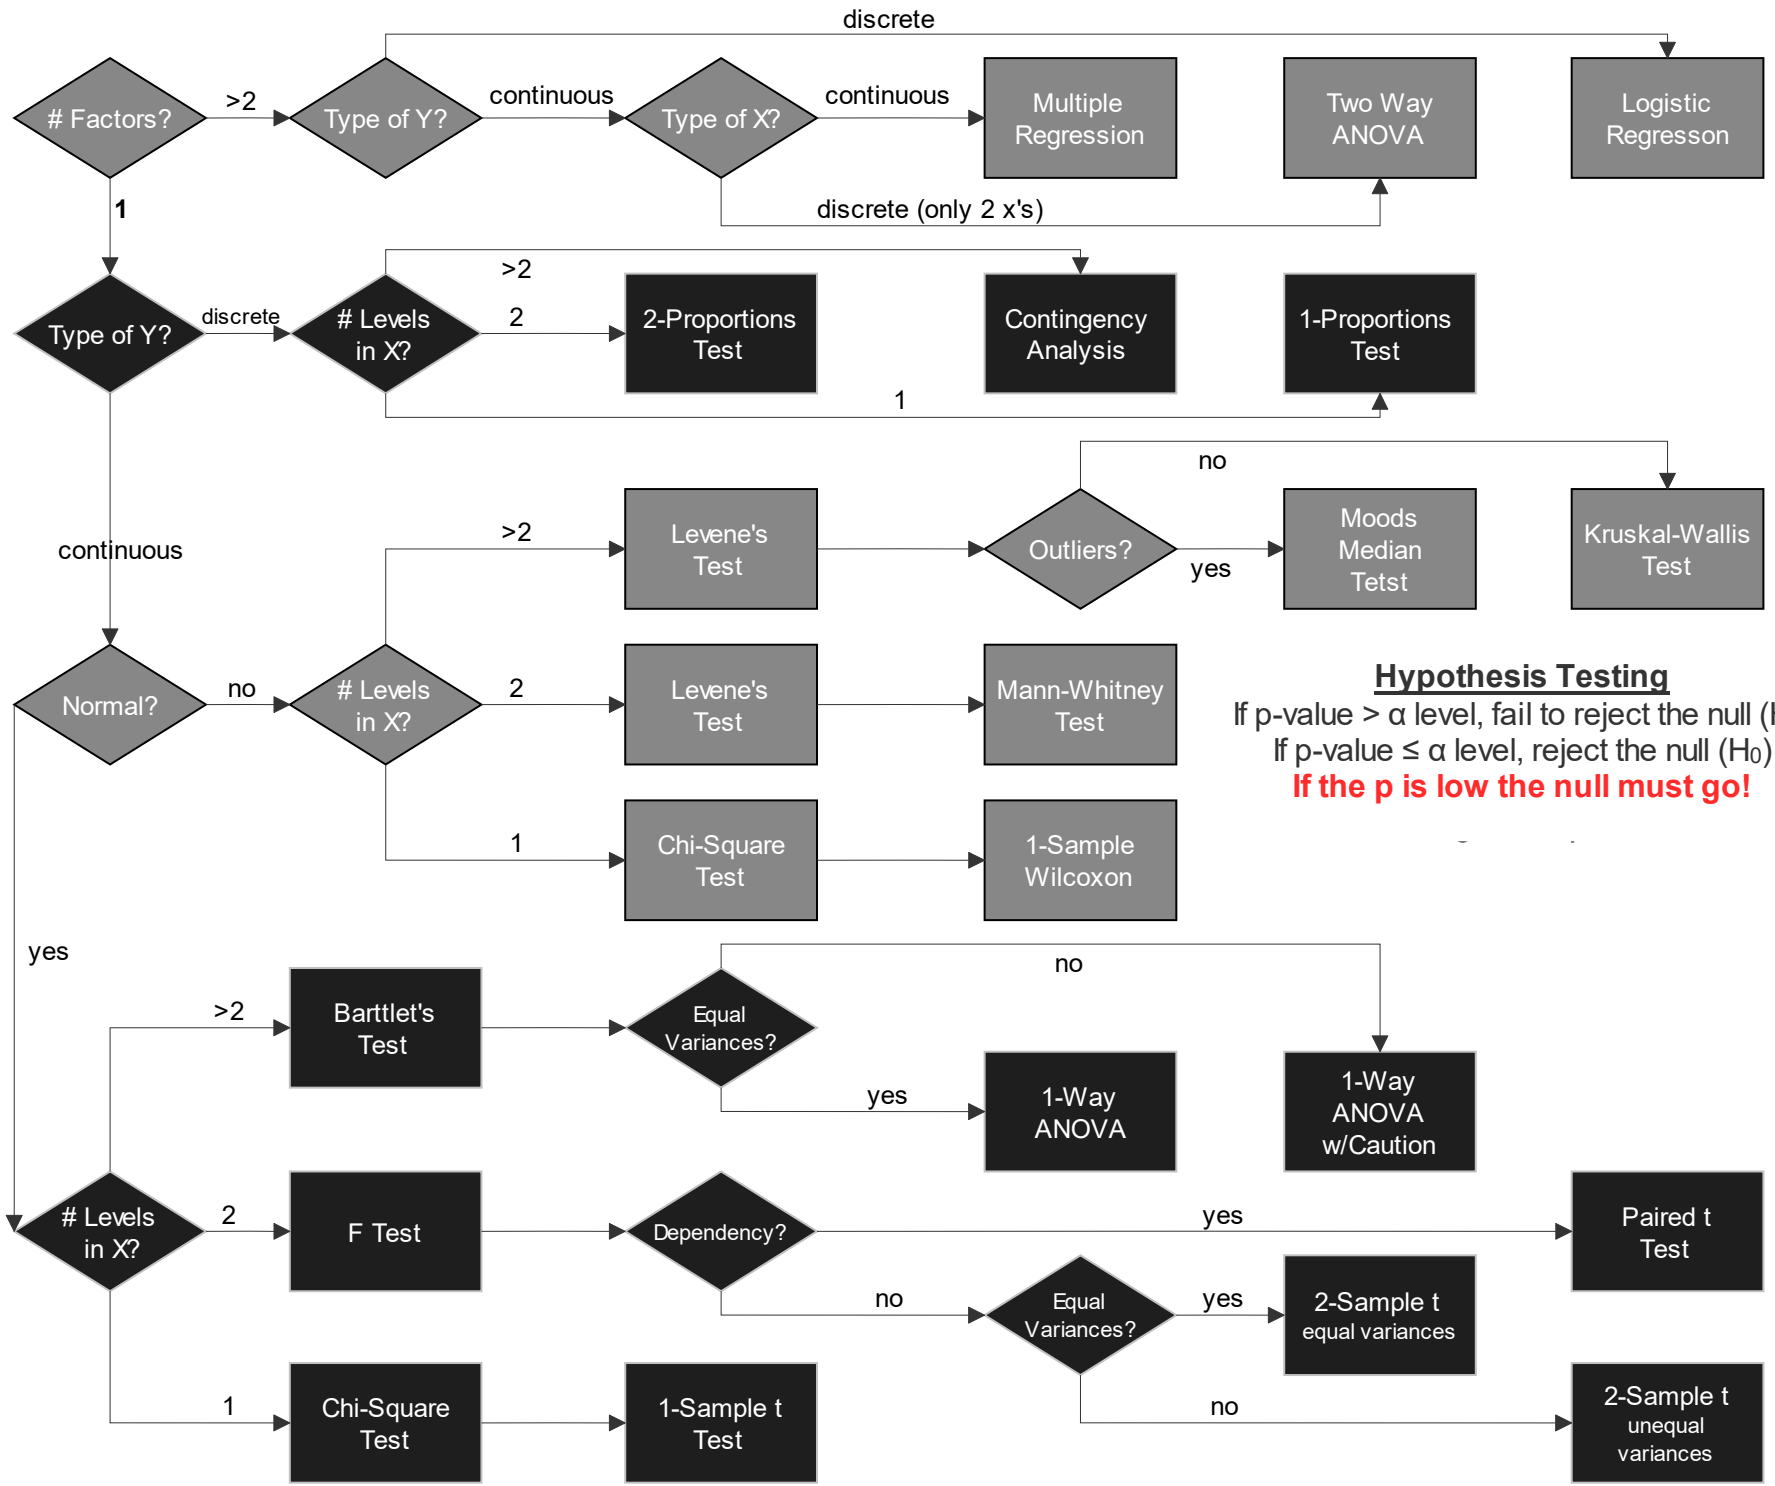 discrete
# Factors?
>2
Type of Y?
continuous
Type of X?
continuous
Multiple
Regression
Two Way
ANOVA
Logistic
Regresson
1
discrete (only 2 x's)
>2
Type of Y?
discrete
# Levels
in X?
2
2-Proportions
Test
Contingency
Analysis
1-Proportions
Test
1
continuous
no
>2
Levene's
Test
Outliers?
yes
Moods
Median
Tetst
Kruskal-Wallis
Test
Normal?
no
# Levels
in X?
2
Levene's
Test
Mann-Whitney
Test
Hypothesis Testing
If p-value > α level, fail to reject the null
If p-value ≤ α level, reject the null (H₀)
If the p is low the null must go!
1
Chi-Square
Test
1-Sample
Wilcoxon
yes
no
>2
Barttlet's
Test
Equal
Variances?
yes
1-Way
ANOVA
1-Way
ANOVA
w/Caution
# Levels
in X?
2
F Test
Dependency?
yes
Paired t
Test
no
Equal
Variances?
yes
2-Sample t
equal variances
1
Chi-Square
Test
1-Sample t
Test
no
2-Sample t
unequal
variances